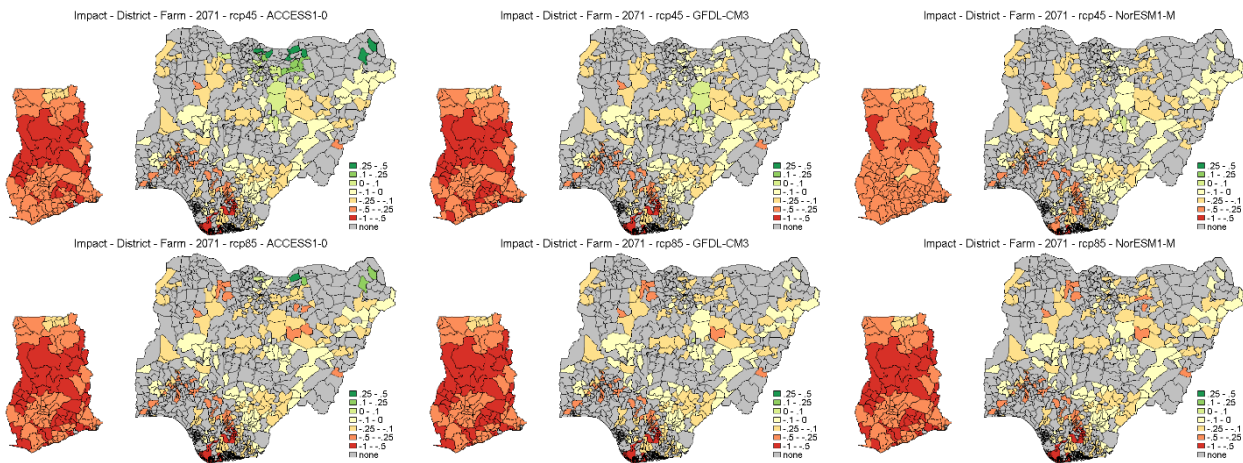 Impact - District - Farm - 2071 - rcp45 - ACCESS1-0
.25 - .5
.1 - .25
0 - .1
-.1 - 0
-.25 - -.1
-.5 - -.25
-1 - -.5
none
Impact - District - Farm - 2071 - rcp45 - GFDL-CM3
.25 - .5
.1 - .25
0 - .1
-.1 - 0
-.25 - -.1
-.5 - -.25
-1 - -.5
none
Impact - District - Farm - 2071 - rcp45 - NorESM1-M
.25 - .5
.1 - .25
0 - .1
-.1 - 0
-.25 - -.1
-.5 - -.25
-1 - -.5
none
Impact - District - Farm - 2071 - rcp85 - ACCESS1-0
.25 - .5
.1 - .25
0 - .1
-.1 - 0
-.25 - -.1
-.5 - -.25
-1 - -.5
none
Impact - District - Farm - 2071 - rcp85 - GFDL-CM3
.25 - .5
.1 - .25
0 - .1
-.1 - 0
-.25 - -.1
-.5 - -.25
-1 - -.5
none
Impact - District - Farm - 2071 - rcp85 - NorESM1-M
.25 - .5
.1 - .25
0 - .1
-.1 - 0
-.25 - -.1
-.5 - -.25
-1 - -.5
none